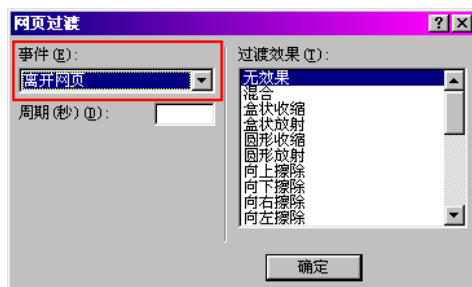 网页过渡
事件(E):
离开网页
周期(秒)(D):
过渡效果(T):
无效果
混合
盒状收缩
盒状放射
圆形收缩
圆形放射
向上擦除
向下擦除
向右擦除
向左擦除
确定